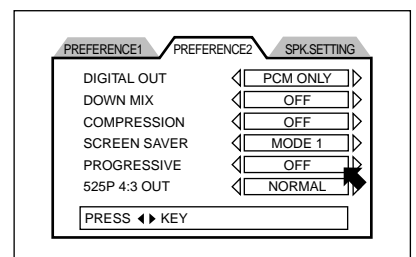 PREFERENCE1 PREFERENCE2 SPK.SETTING
DIGITAL OUT PCM ONLY
DOWN MIX OFF
COMPRESSION OFF
SCREEN SAVER MODE 1
PROGRESSIVE OFF
525P 4:3 OUT NORMAL
PRESS KEY